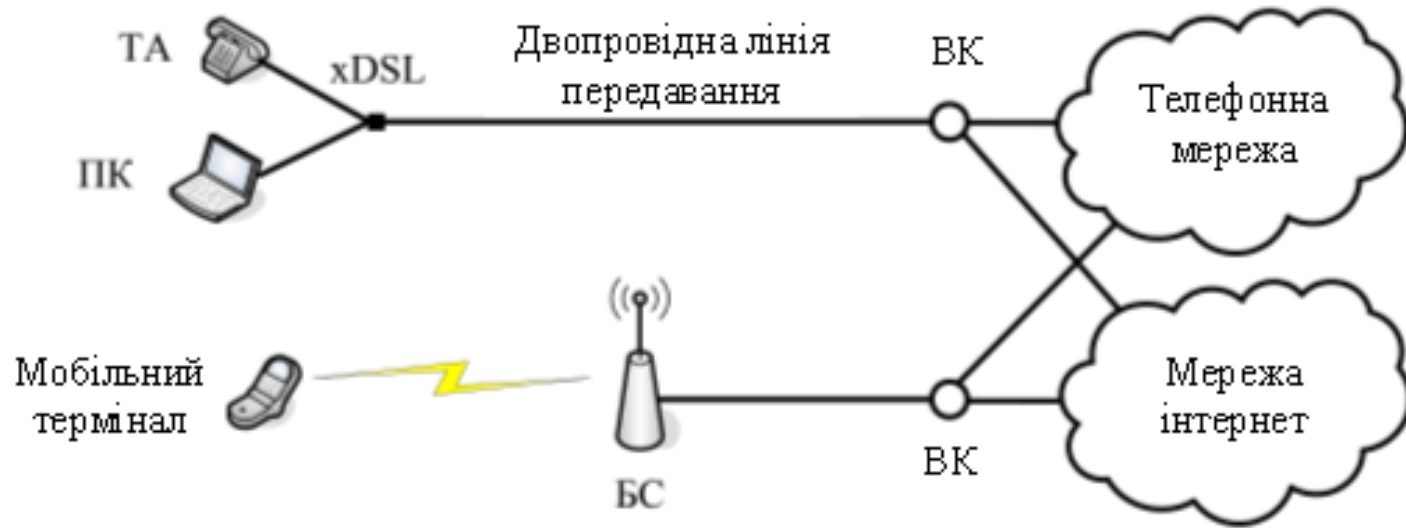 ТА
xDSL
Двопровідна лінія
передавання
ВК
Телефонна
мережа
ПК
Мобільний
термінал
БС
ВК
Мережа
інтернет